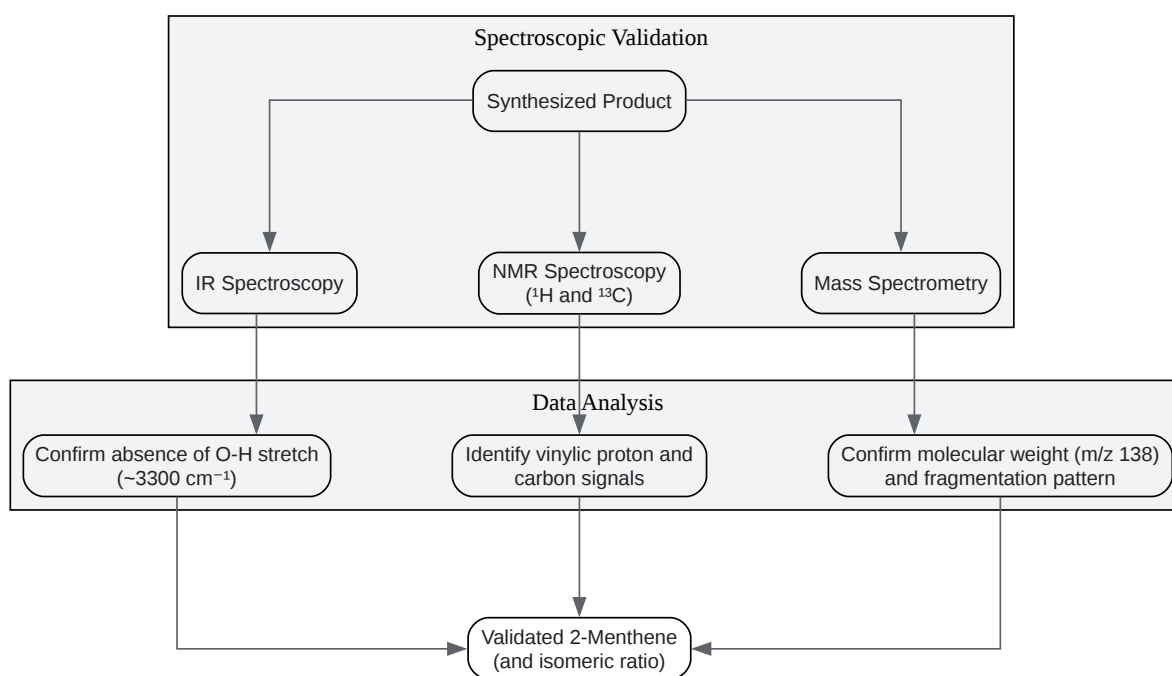 Spectroscopic Validation
Synthesized Product
IR Spectroscopy
NMR Spectroscopy
(¹H and ¹³C)
Mass Spectrometry
Data Analysis
Confirm absence of O-H stretch
(~3300 cm⁻¹)
Identify vinylic proton and
carbon signals
Confirm molecular weight (m/z 138)
and fragmentation pattern
Validated 2-Menthene
(and isomeric ratio)